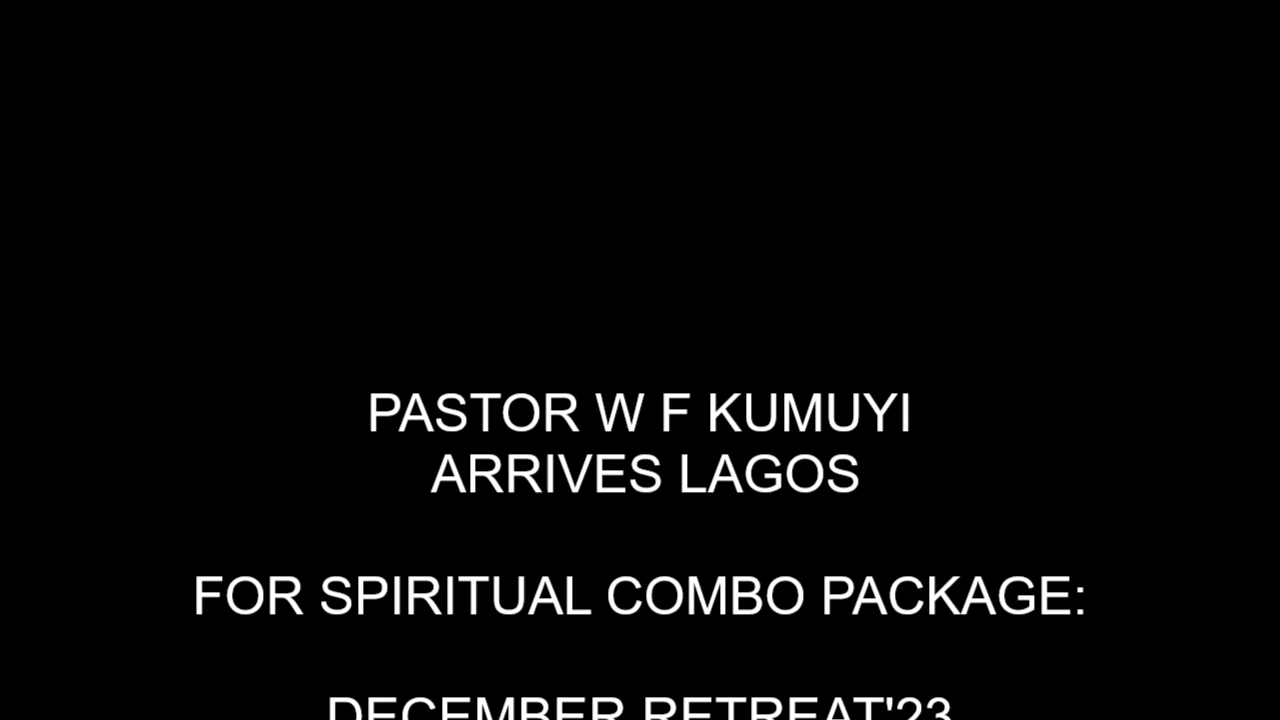 PASTOR W F KUMUYI
ARRIVES LAGOS
FOR SPIRITUAL COMBO PACKAGE:
DECEMBER RETREAT'23